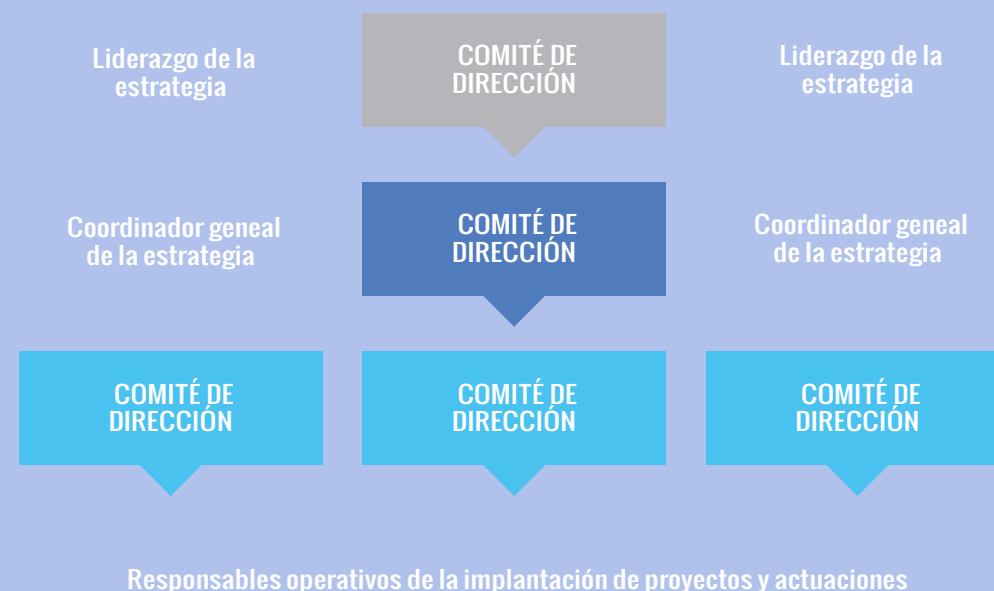 Liderazgo de la
estrategia
COMITÉ DE
DIRECCIÓN
Liderazgo de la
estrategia
Coordinador geneal
de la estrategia
COMITÉ DE
DIRECCIÓN
Coordinador geneal
de la estrategia
COMITÉ DE
DIRECCIÓN
COMITÉ DE
DIRECCIÓN
COMITÉ DE
DIRECCIÓN
Responsables operativos de la implantación de proyectos y actuaciones